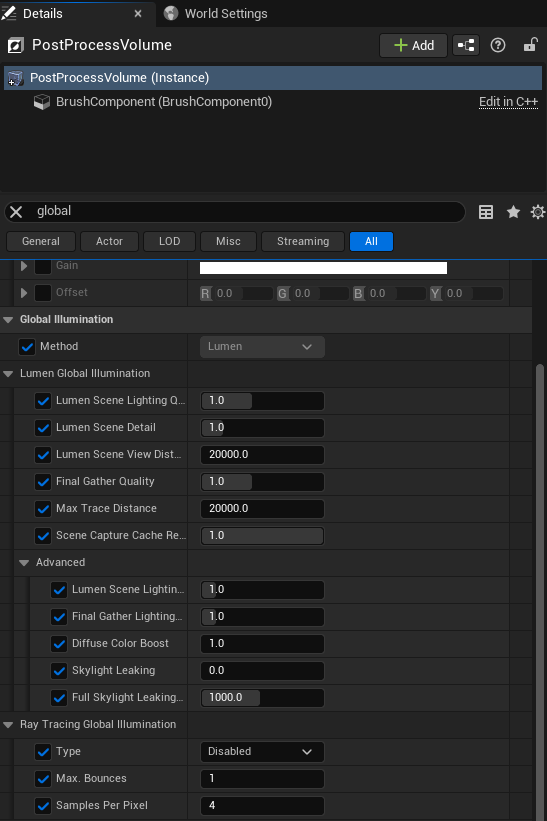 Details × World Settings
PostProcessVolume + Add
PostProcessVolume (Instance)
BrushComponent (BrushComponent0) Edit in C++
global
General Actor LOD Misc Streaming All
Gain
Offset R 0.0 G 0.0 B 0.0 Y 0.0
Global Illumination
Method Lumen
Lumen Global Illumination
Lumen Scene Lighting Q... 1.0
Lumen Scene Detail 1.0
Lumen Scene View Dist... 20000.0
Final Gather Quality 1.0
Max Trace Distance 20000.0
Scene Capture Cache Re... 1.0
Advanced
Lumen Scene Lightin... 1.0
Final Gather Lighting... 1.0
Diffuse Color Boost 1.0
Skylight Leaking 0.0
Full Skylight Leaking... 1000.0
Ray Tracing Global Illumination
Type Disabled
Max. Bounces 1
Samples Per Pixel 4